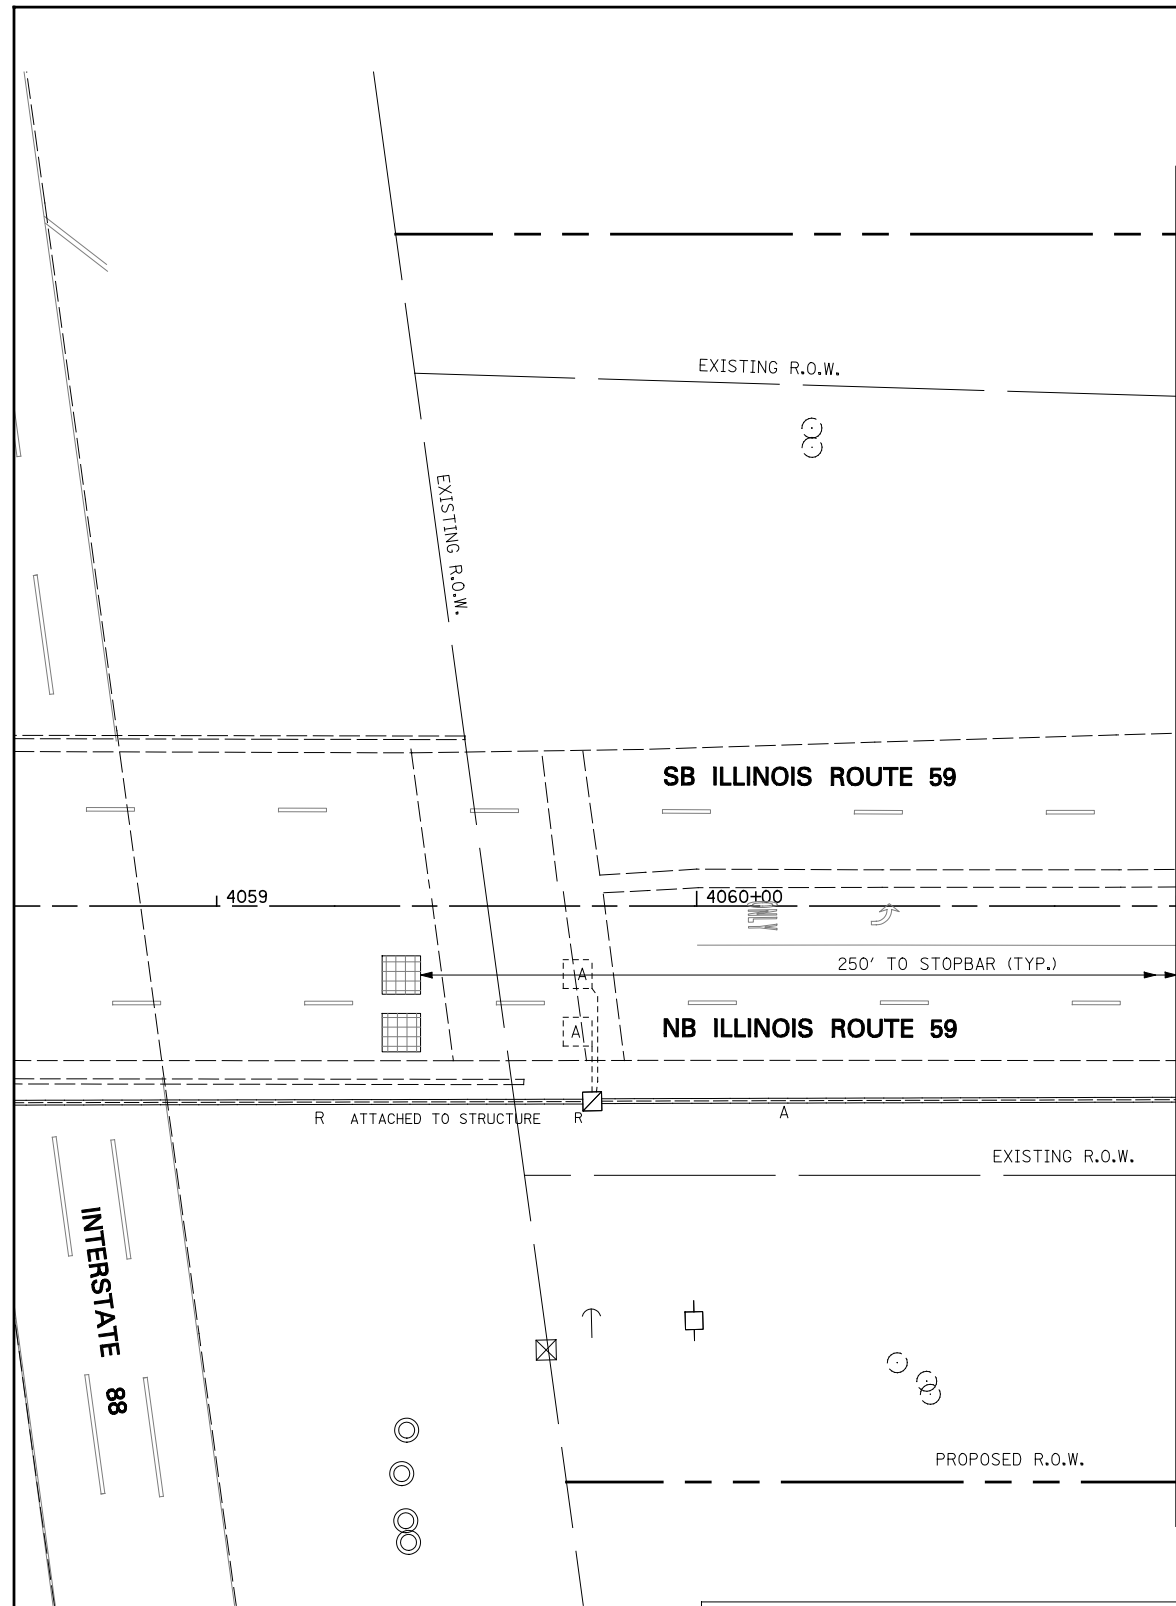 EXISTING R.O.W.
EXISTING R.O.W.
SB ILLINOIS ROUTE 59
4059
4060+00
ONLY
A
250' TO STOPBAR (TYP.)
A
NB ILLINOIS ROUTE 59
R ATTACHED TO STRUCTURE R
A
EXISTING R.O.W.
INTERSTATE 88
PROPOSED R.O.W.